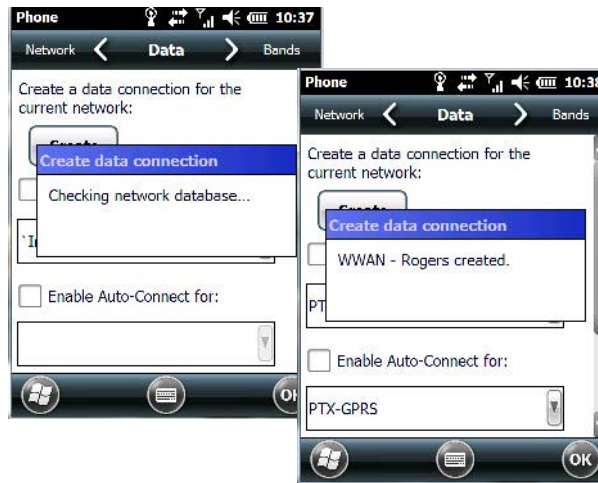 Phone 10:37
Network Data Bands
Create a data connection for the
current network:
Create data connection
Checking network database...
Enable Auto-Connect for:
Phone 10:38
Network Data Bands
Create a data connection for the
current network:
Create
Create data connection
WWAN - Rogers created.
PT
Enable Auto-Connect for:
PTX-GPRS
OK